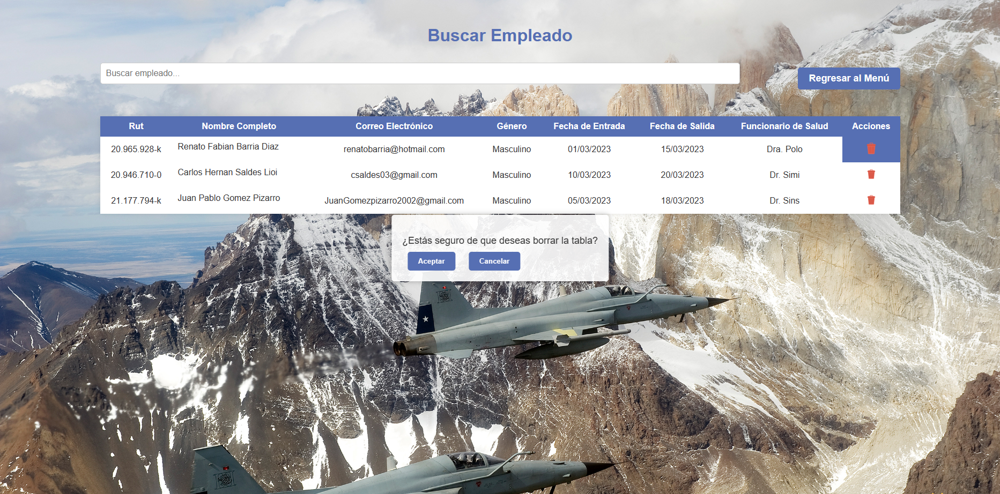 Buscar Empleado
Buscar empleado...
Regresar al Menú
Rut Nombre Completo Correo Electrónico Género Fecha de Entrada Fecha de Salida Funcionario de Salud Acciones
20.965.928-k Renato Fabian Barria Diaz renatobarria@hotmail.com Masculino 01/03/2023 15/03/2023 Dra. Polo
20.946.710-0 Carlos Hernan Saldes Lioi csaldes03@gmail.com Masculino 10/03/2023 20/03/2023 Dr. Simi
21.177.794-k Juan Pablo Gomez Pizarro JuanGomezpizarro2002@gmail.com Masculino 05/03/2023 18/03/2023 Dr. Sins
¿Estás seguro de que deseas borrar la tabla?
Aceptar Cancelar